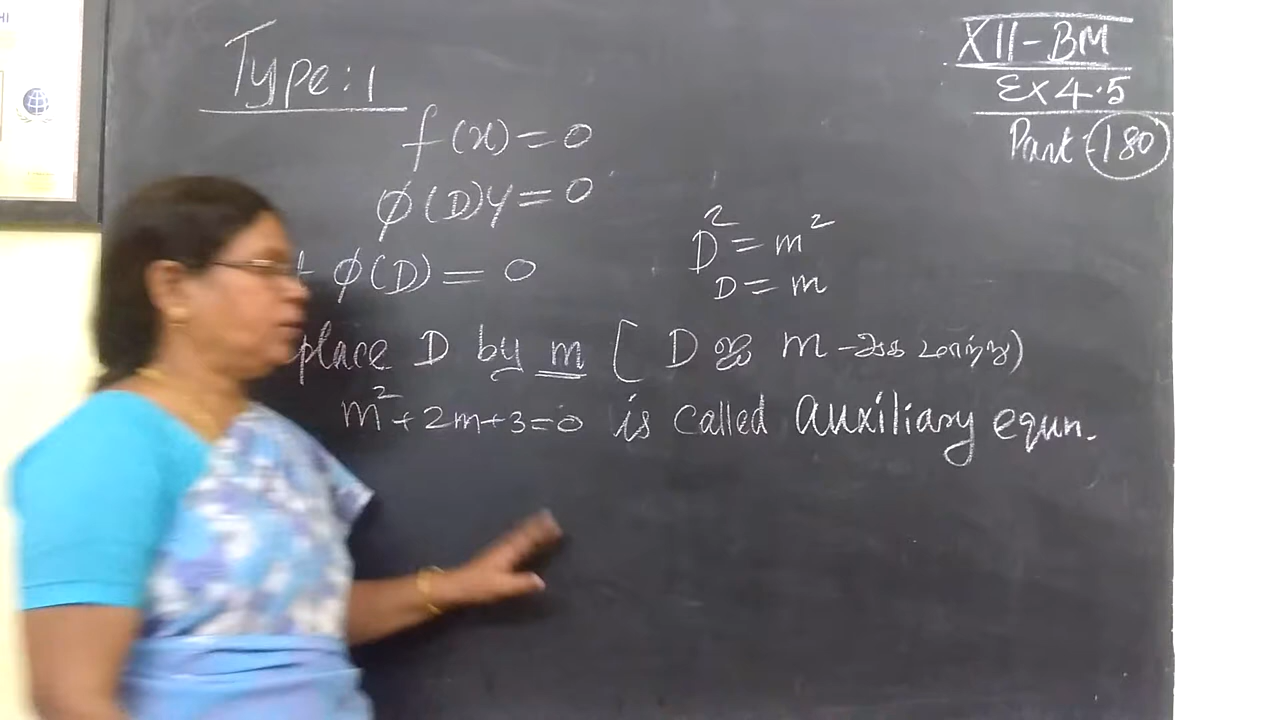 Type: 1
XII-BM
Ex 4.5
Part-180
f(x)=0
ϕ(D)y=0
ϕ(D)=0
D²=m²
D=m
place D by m [ D ஐ m -ஆக மாற்று)
m²+2m+3=0 is called auxiliary equn.